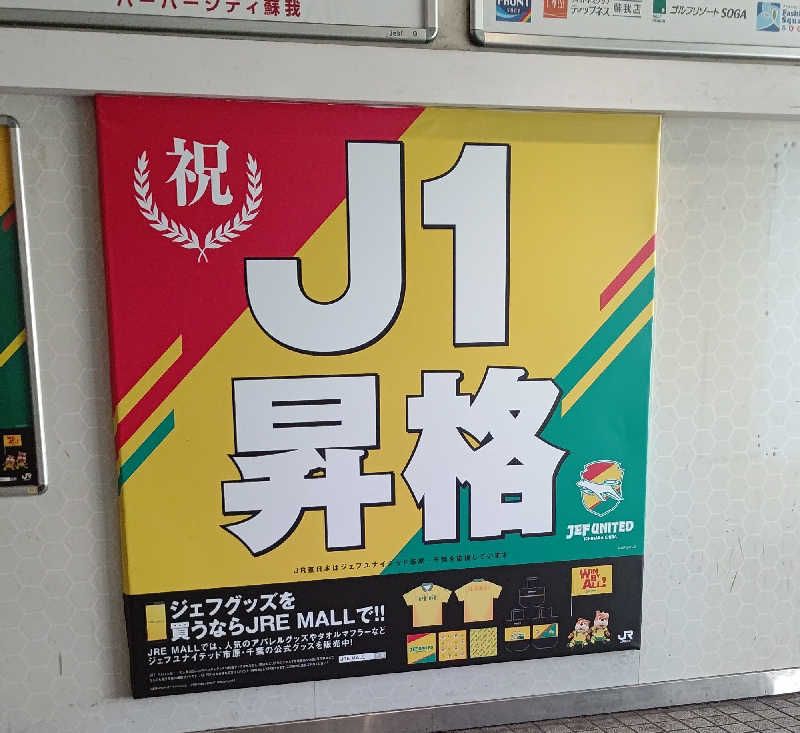 ハーバーシティ蘇我
jekf
FRONT
ティップネス 蘇我店
ゴルフリゾートSOGA
祝
J1
昇格
JEF UNITED
ICHIHARA CHIBA
JR東日本はジェフユナイテッド市原・千葉を応援しています
ジェフグッズを
買うならJRE MALLで!!
JRE MALLでは、人気のアパレルグッズやタオルマフラーなど
ジェフユナイテッド市原・千葉の公式グッズを販売中!
JRE MALL
WIN BY ALL!
JR